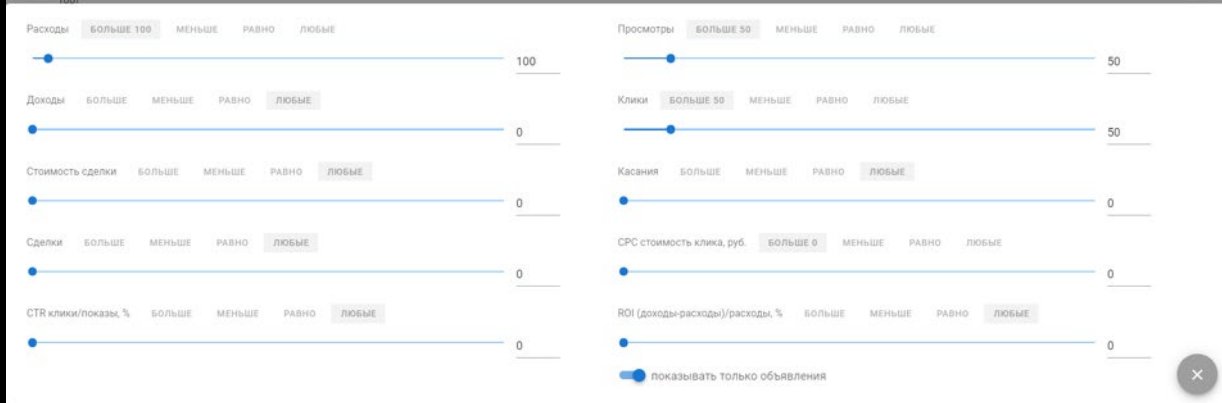 Расходы БОЛЬШЕ 100 МЕНЬШЕ РАВНО ЛЮБЫЕ
100
Доходы БОЛЬШЕ МЕНЬШЕ РАВНО ЛЮБЫЕ
0
Стоимость сделки БОЛЬШЕ МЕНЬШЕ РАВНО ЛЮБЫЕ
0
Сделки БОЛЬШЕ МЕНЬШЕ РАВНО ЛЮБЫЕ
0
CTR клики/показы, % БОЛЬШЕ МЕНЬШЕ РАВНО ЛЮБЫЕ
0
Просмотры БОЛЬШЕ 50 МЕНЬШЕ РАВНО ЛЮБЫЕ
50
Клики БОЛЬШЕ 50 МЕНЬШЕ РАВНО ЛЮБЫЕ
50
Касания БОЛЬШЕ МЕНЬШЕ РАВНО ЛЮБЫЕ
0
CPC стоимость клика, руб. БОЛЬШЕ 0 МЕНЬШЕ РАВНО ЛЮБЫЕ
0
ROI (доходы-расходы)/расходы, % БОЛЬШЕ МЕНЬШЕ РАВНО ЛЮБЫЕ
0
показывать только объявления